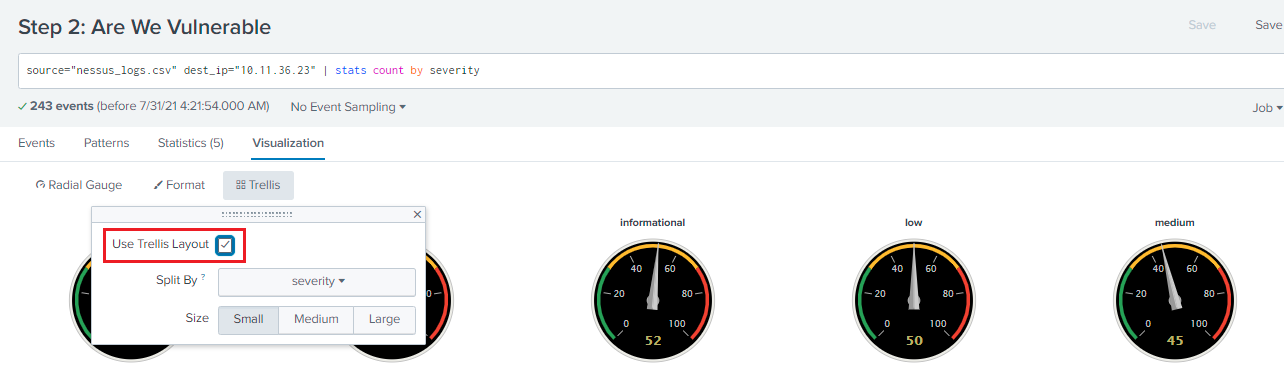 Step 2: Are We Vulnerable
Save
Save
source="nessus_logs.csv" dest_ip="10.11.36.23" | stats count by severity
243 events (before 7/31/21 4:21:54.000 AM)
No Event Sampling
Job
Events
Patterns
Statistics (5)
Visualization
Radial Gauge
Format
Trellis
Use Trellis Layout
Split By ?
severity
Size
Small
Medium
Large
80
100
informational
0
20
40
60
80
100
52
low
0
20
40
60
80
100
50
medium
0
20
40
60
80
100
45